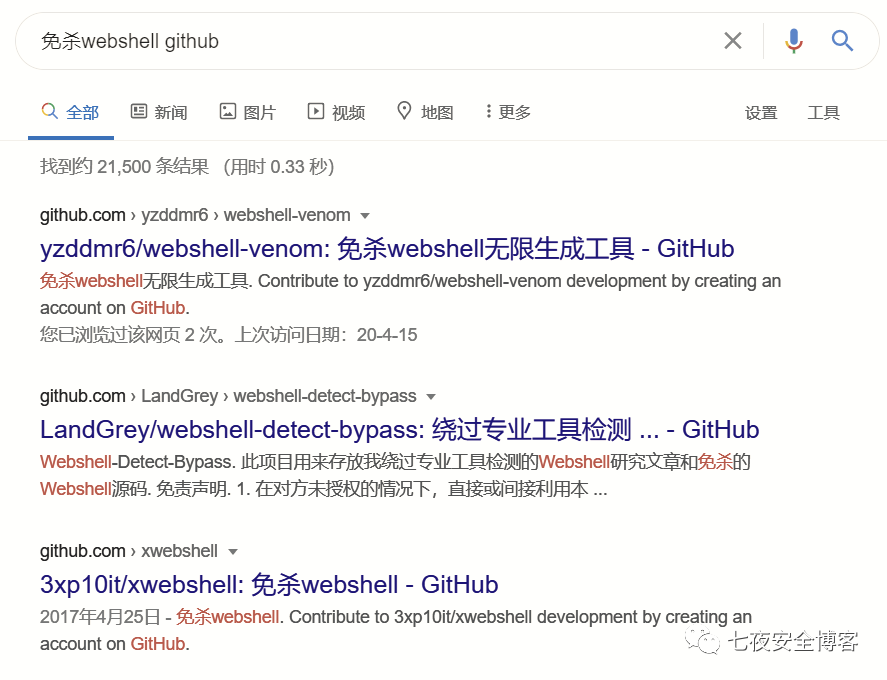 免杀webshell github
全部 新闻 图片 视频 地图 更多 设置 工具
找到约 21,500 条结果 （用时 0.33 秒）
github.com › yzddmr6 › webshell-venom
yzddmr6/webshell-venom: 免杀webshell无限生成工具 - GitHub
免杀webshell无限生成工具. Contribute to yzddmr6/webshell-venom development by creating an
account on GitHub.
您已浏览过该网页 2 次。上次访问日期：20-4-15
github.com › LandGrey › webshell-detect-bypass
LandGrey/webshell-detect-bypass: 绕过专业工具检测 ... - GitHub
Webshell-Detect-Bypass. 此项目用来存放我绕过专业工具检测的Webshell研究文章和免杀的
Webshell源码. 免责声明. 1. 在对方未授权的情况下，直接或间接利用本 ...
github.com › xwebshell
3xp10it/xwebshell: 免杀webshell - GitHub
2017年4月25日 - 免杀webshell. Contribute to 3xp10it/xwebshell development by creating an
account on GitHub.
七夜安全博客